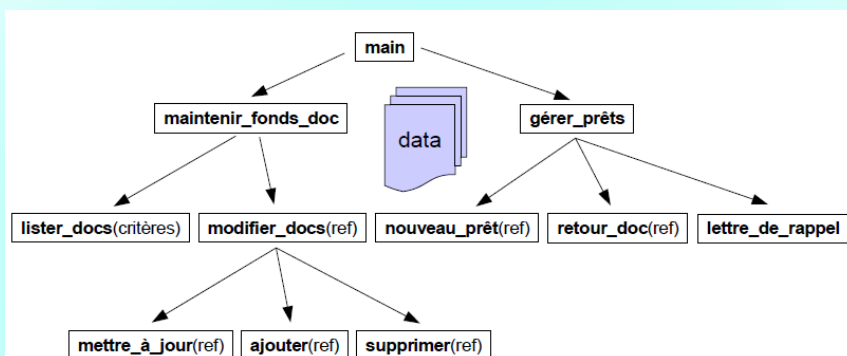 main
maintenir_fonds_doc
data
gérer_prêts
lister_docs(critères)
modifier_docs(ref)
nouveau_prêt(ref)
retour_doc(ref)
lettre_de_rappel
mettre_à_jour(ref)
ajouter(ref)
supprimer(ref)